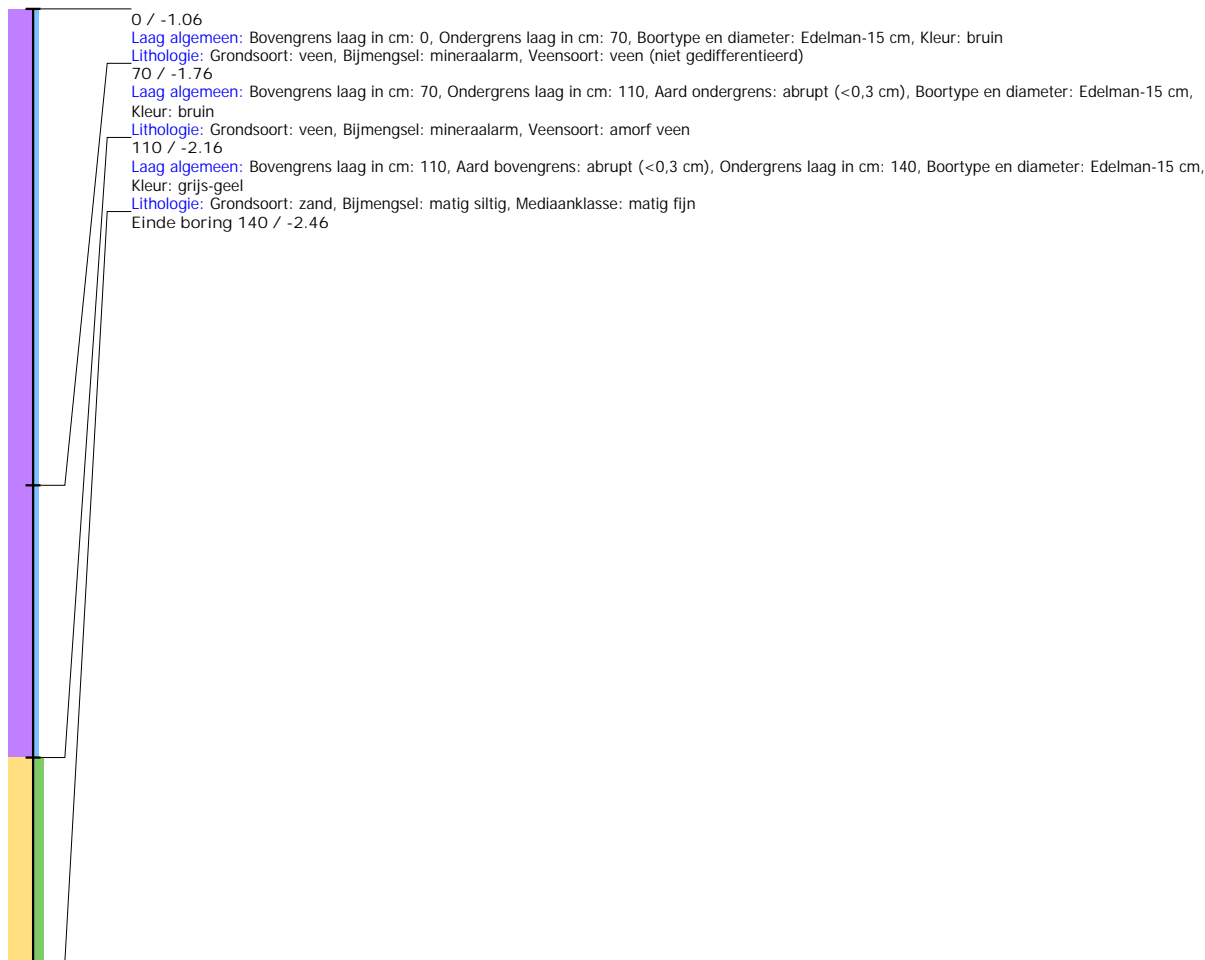 0 / -1.06
Laag algemeen: Bovengrens laag in cm: 0, Ondergrens laag in cm: 70, Boortype en diameter: Edelman-15 cm, Kleur: bruin
Lithologie: Grondsoort: veen, Bijmengsel: mineraalarm, Veensoort: veen (niet gedifferentieerd)
70 / -1.76
Laag algemeen: Bovengrens laag in cm: 70, Ondergrens laag in cm: 110, Aard ondergrens: abrupt (<0,3 cm), Boortype en diameter: Edelman-15 cm,
Kleur: bruin
Lithologie: Grondsoort: veen, Bijmengsel: mineraalarm, Veensoort: amorf veen
110 / -2.16
Laag algemeen: Bovengrens laag in cm: 110, Aard bovengrens: abrupt (<0,3 cm), Ondergrens laag in cm: 140, Boortype en diameter: Edelman-15 cm,
Kleur: grijs-geel
Lithologie: Grondsoort: zand, Bijmengsel: matig siltig, Mediaanklasse: matig fijn
Einde boring 140 / -2.46